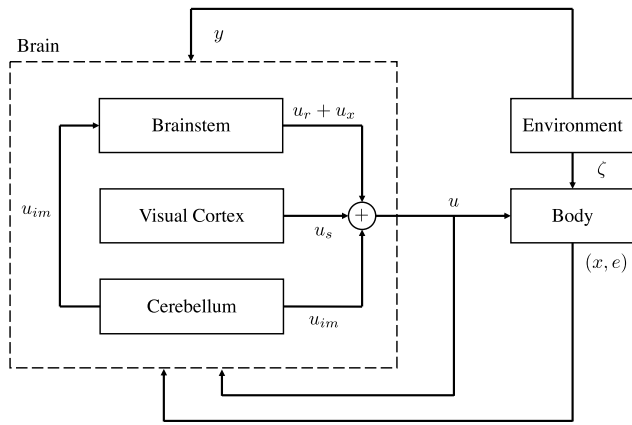 y
Brain
u_r + u_x
Brainstem
Environment
ζ
u_{im}
Visual Cortex
+
u
Body
u_s
(x, e)
Cerebellum
u_{im}